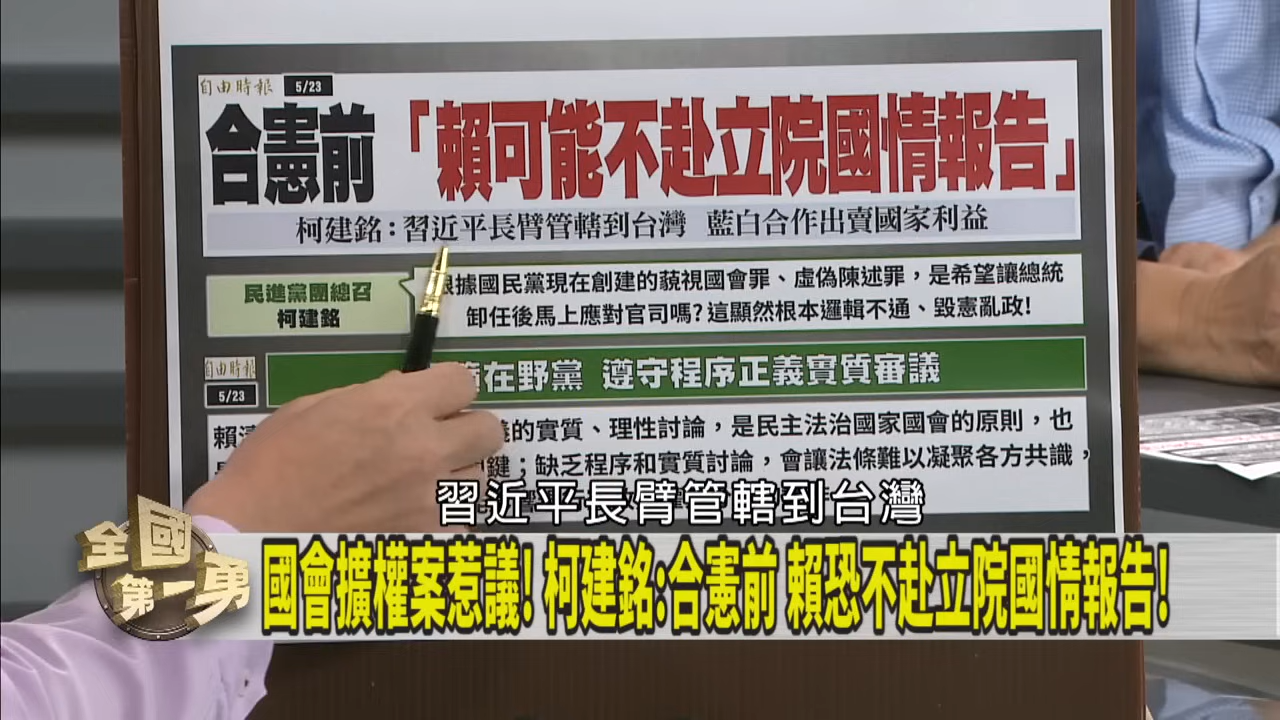 自由時報 5/23
合憲前「賴可能不赴立院國情報告」
柯建銘:習近平長臂管轄到台灣 藍白合作出賣國家利益
民進黨團總召
柯建銘
據國民黨現在創建的藐視國會罪、虛偽陳述罪,是希望讓總統
卸任後馬上應對官司嗎?這顯然根本邏輯不通、毀憲亂政!
自由時報
5/23
在野黨 遵守程序正義實質審議
賴
的實質、理性討論,是民主法治國家國會的原則,也
鍵;缺乏程序和實質討論,會讓法條難以凝聚各方共識,
習近平長臂管轄到台灣
全國第一勇
國會擴權案惹議!柯建銘:合憲前 賴恐不赴立院國情報告!